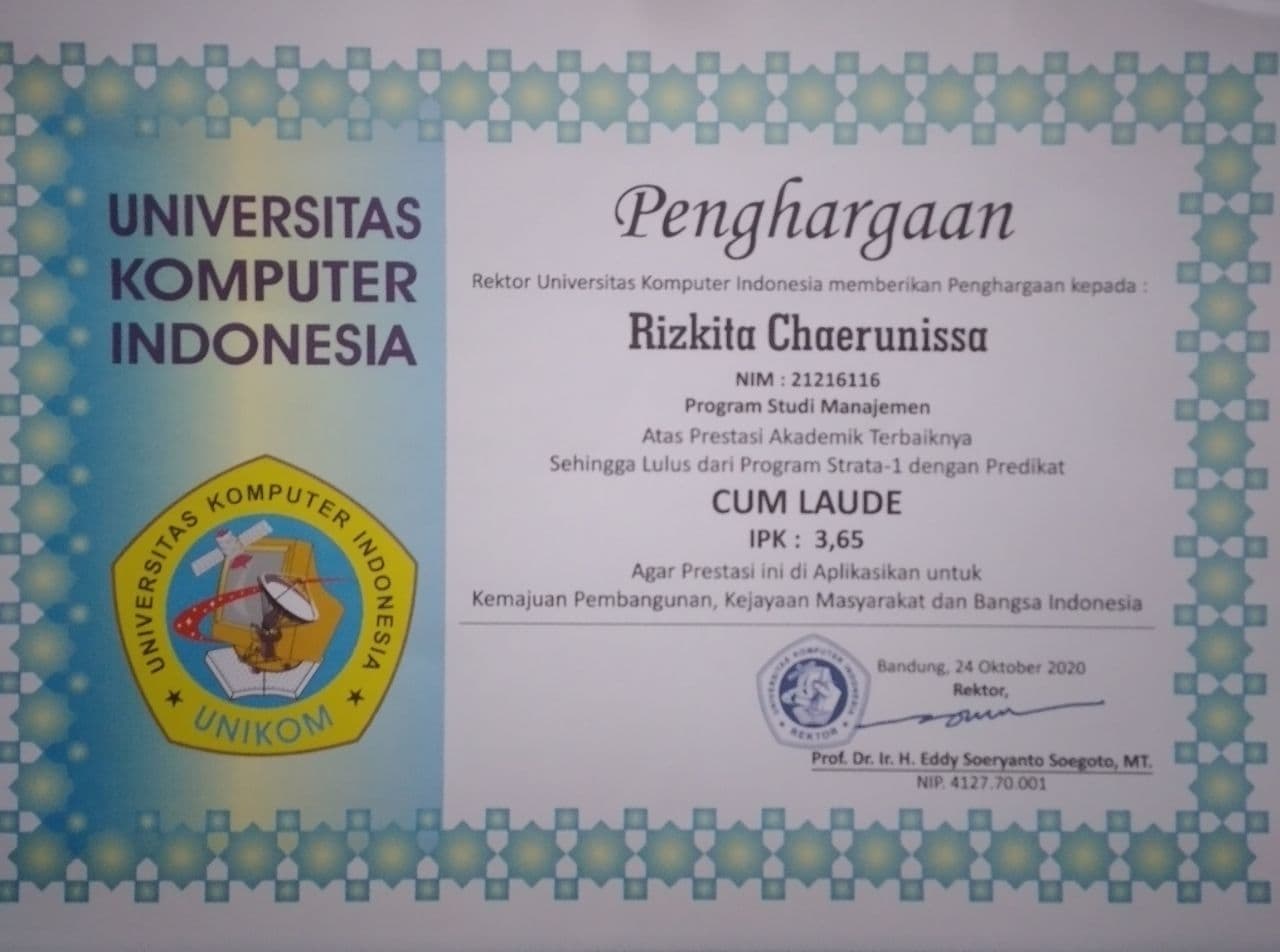 UNIVERSITAS
KOMPUTER
INDONESIA
UNIVERSITAS KOMPUTER INDONESIA
UNIKOM
Penghargaan
Rektor Universitas Komputer Indonesia memberikan Penghargaan kepada :
Rizkita Chaerunissa
NIM : 21216116
Program Studi Manajemen
Atas Prestasi Akademik Terbaiknya
Sehingga Lulus dari Program Strata-1 dengan Predikat
CUM LAUDE
IPK : 3,65
Agar Prestasi ini di Aplikasikan untuk
Kemajuan Pembangunan, Kejayaan Masyarakat dan Bangsa Indonesia
Bandung, 24 Oktober 2020
Rektor,
UNIVERSITAS KOMPUTER INDONESIA
REKTOR
Prof. Dr. Ir. H. Eddy Soeryanto Soegoto, MT.
NIP. 4127.70.001